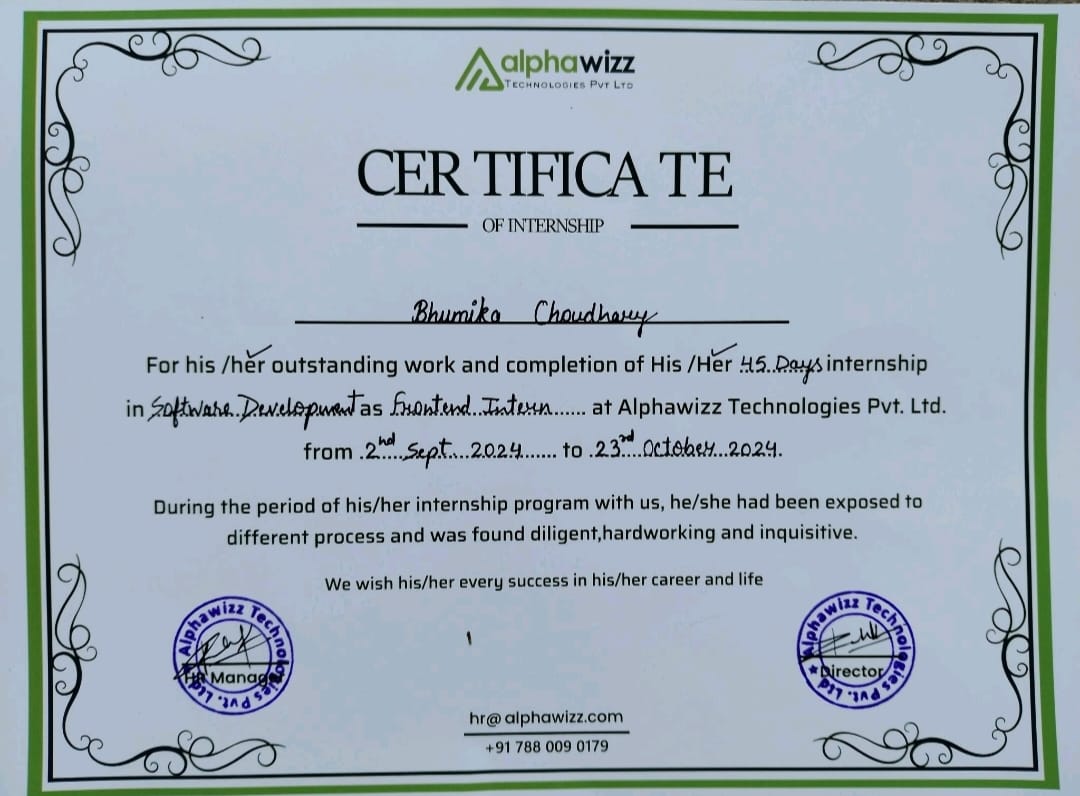 alphawizz
TECHNOLOGIES PVT LTD
CERTIFICATE
OF INTERNSHIP
Bhumika Choudhary
For his /her outstanding work and completion of His /Her 45 Days internship
in Software Development as Frontend Intern...... at Alphawizz Technologies Pvt. Ltd.
from .2nd Sept...2024....... to .23rd October...2024.
During the period of his/her internship program with us, he/she had been exposed to
different process and was found diligent,hardworking and inquisitive.
We wish his/her every success in his/her career and life
Alphawizz Technologies Pvt. Ltd.
HR Manager
Alphawizz Technologies Pvt. Ltd. ★
Director
hr@alphawizz.com
+91 788 009 0179